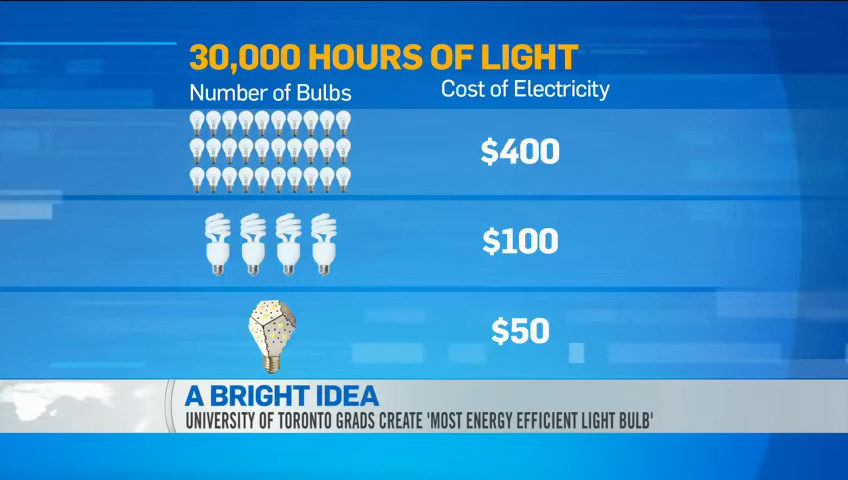 30,000 HOURS OF LIGHT
Number of Bulbs
Cost of Electricity
$400
$100
$50
A BRIGHT IDEA
UNIVERSITY OF TORONTO GRADS CREATE 'MOST ENERGY EFFICIENT LIGHT BULB'